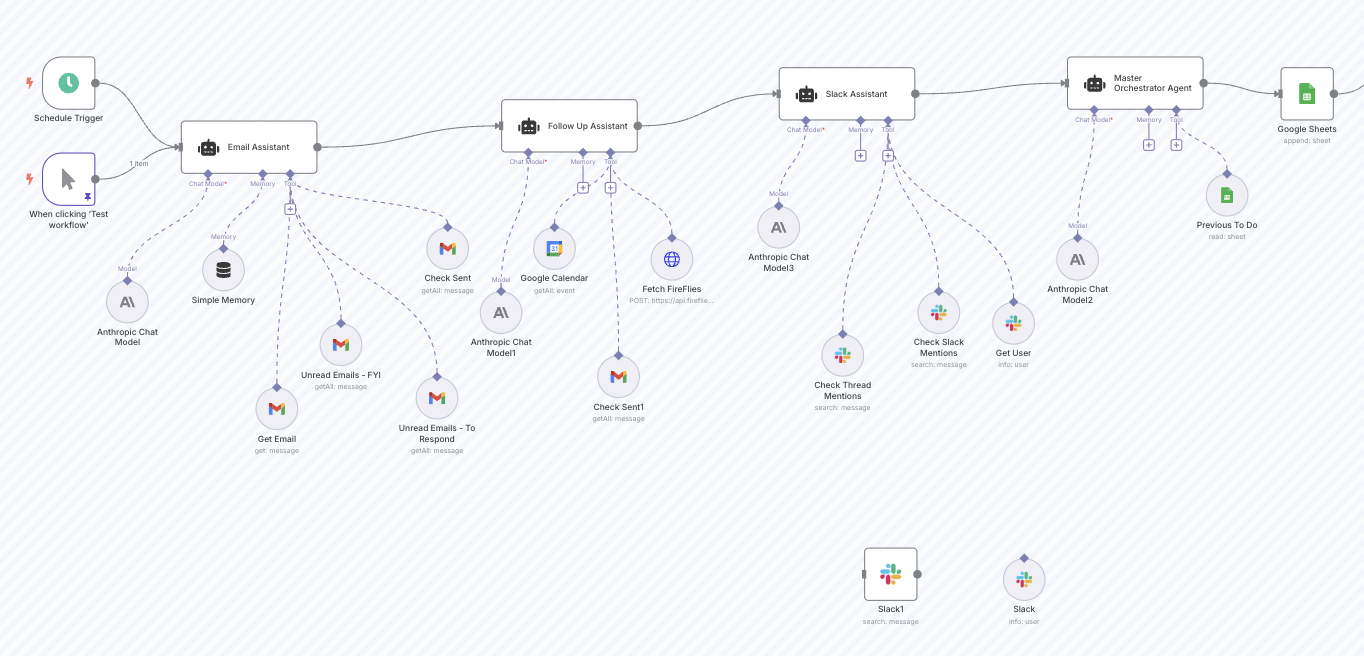 Schedule Trigger
1 item
When clicking 'Test
workflow'
Email Assistant
Chat Model*
Memory
Tool
Model
Anthropic Chat
Model
Memory
Simple Memory
Get Email
get: message
Unread Emails - FYI
getAll: message
Unread Emails - To
Respond
getAll: message
Check Sent
getAll: message
Follow Up Assistant
Chat Model*
Memory
Tool
Model
Anthropic Chat
Model1
31
Google Calendar
getAll: event
Check Sent1
getAll: message
Fetch FireFlies
POST: https://api.fireflie...
Slack Assistant
Chat Model*
Memory
Tool
Model
Anthropic Chat
Model3
Check Thread
Mentions
search: message
Check Slack
Mentions
search: message
Get User
info: user
Master
Orchestrator Agent
Chat Model*
Memory
Tool
Model
Anthropic Chat
Model2
Previous To Do
read: sheet
Google Sheets
append: sheet
Slack1
search: message
Slack
info: user